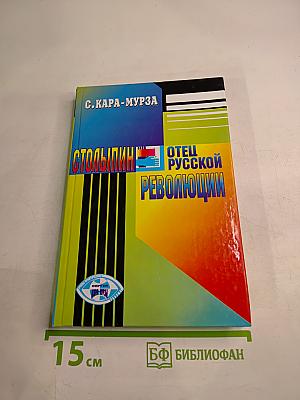 С.КАРА-МУРЗА
СТОЛЫПИН
ОТЕЦ
РУССКОЙ
РЕВОЛЮЦИИ
15 см
БФ БИБЛИОФАН